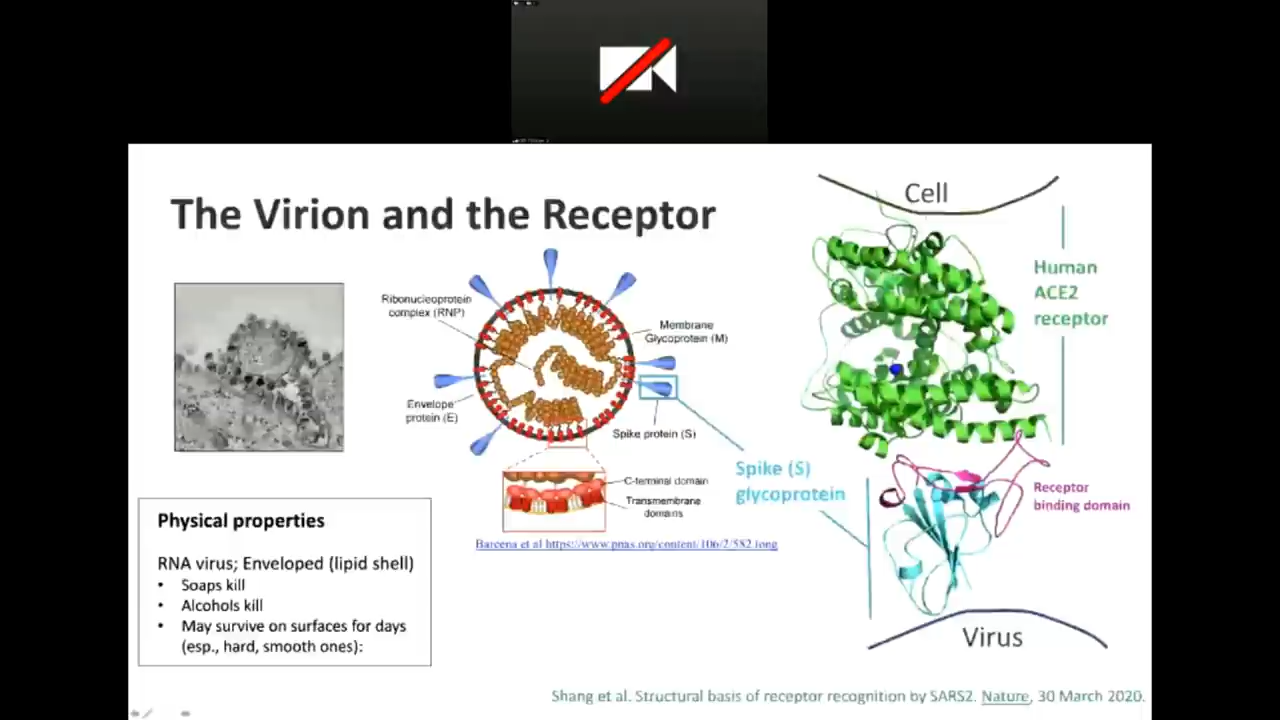 The Virion and the Receptor
Cell
Human
ACE2
receptor
Ribonucleoprotein
complex (RNP)
Membrane
Glycoprotein (M)
Envelope
protein (E)
Spike protein (S)
C-terminal domain
Transmembrane
domains
Spike (S)
glycoprotein
Receptor
binding domain
Barcena et al https://www.pnas.org/content/106/2/582.long
Physical properties
RNA virus; Enveloped (lipid shell)
• Soaps kill
• Alcohols kill
• May survive on surfaces for days
(esp., hard, smooth ones):
Virus
Shang et al. Structural basis of receptor recognition by SARS2. Nature, 30 March 2020.